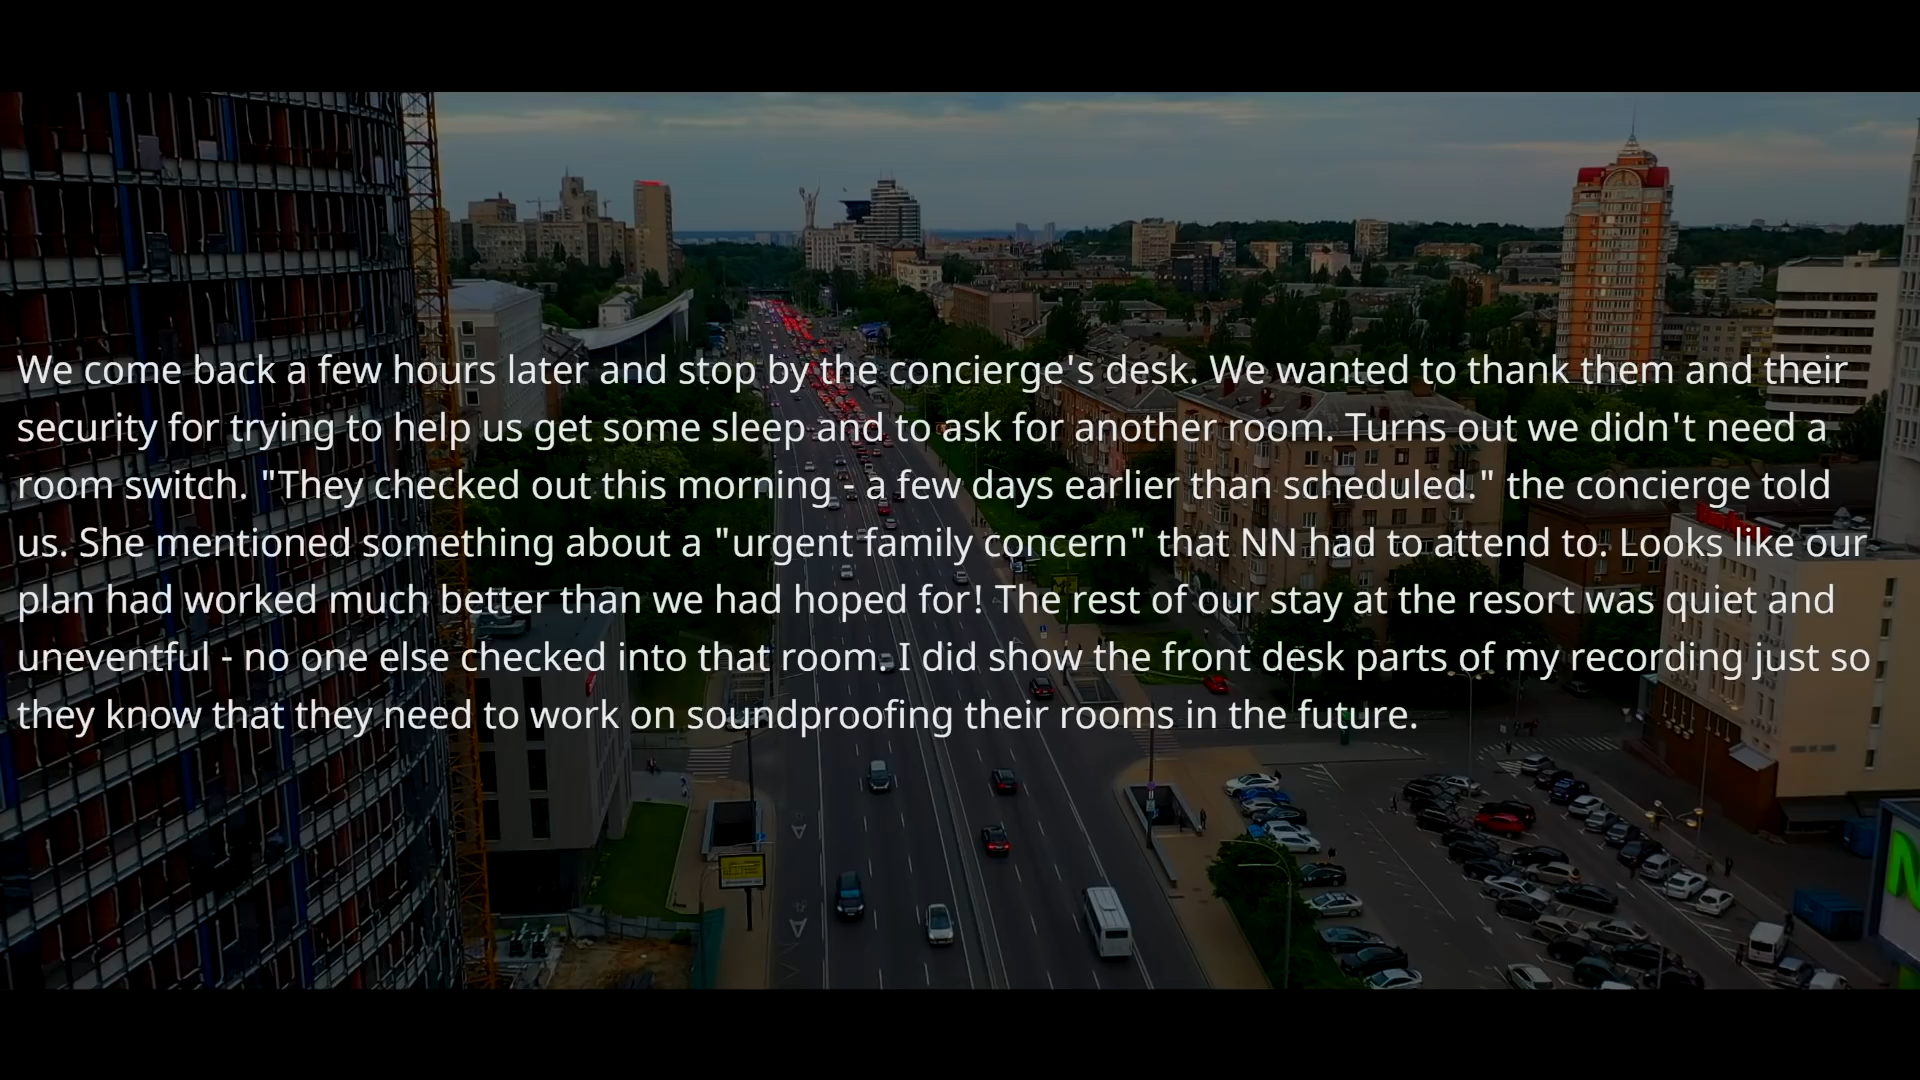 We come back a few hours later and stop by the concierge's desk. We wanted to thank them and their
security for trying to help us get some sleep and to ask for another room. Turns out we didn't need a
room switch. "They checked out this morning - a few days earlier than scheduled." the concierge told
us. She mentioned something about a "urgent family concern" that NN had to attend to. Looks like our
plan had worked much better than we had hoped for! The rest of our stay at the resort was quiet and
uneventful - no one else checked into that room. I did show the front desk parts of my recording just so
they know that they need to work on soundproofing their rooms in the future.